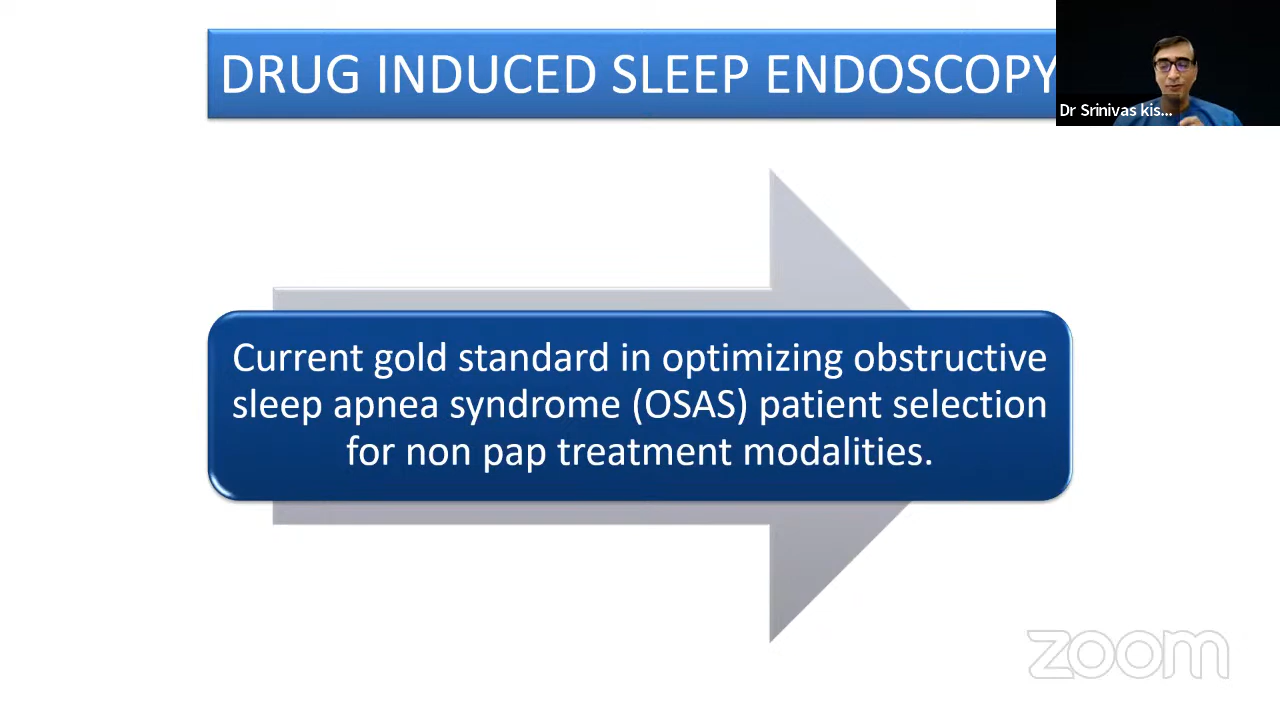 DRUG INDUCED SLEEP ENDOSCOPY
Dr Srinivas kis...
Current gold standard in optimizing obstructive
sleep apnea syndrome (OSAS) patient selection
for non pap treatment modalities.
zoom